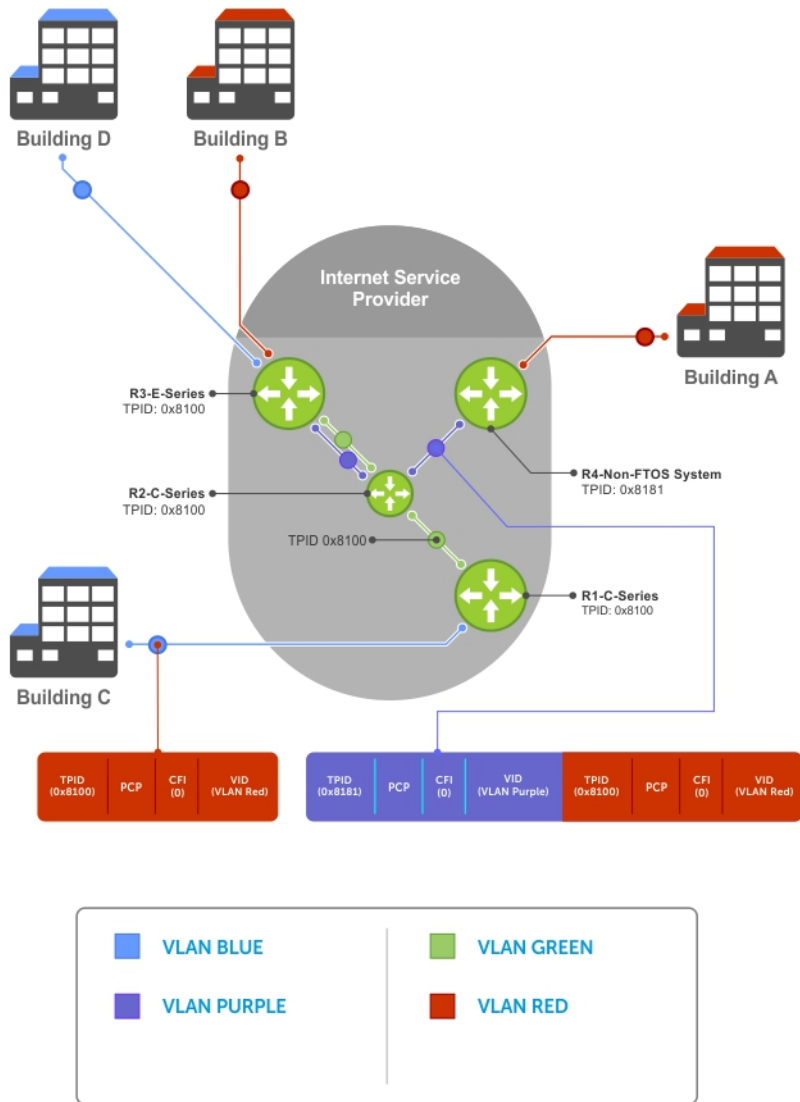 Building D
Building B
Internet Service
Provider
Building A
R3-E-Series
TPID: 0x8100
R4-Non-FTOS System
TPID: 0x8181
R2-C-Series
TPID: 0x8100
TPID 0x8100
R1-C-Series
TPID: 0x8100
Building C
TPID
(0x8100)
PCP
CFI
(0)
VID
(VLAN Red)
TPID
(0x8181)
PCP
CFI
(0)
VID
(VLAN Purple)
TPID
(0x8100)
PCP
CFI
(0)
VID
(VLAN Red)
VLAN BLUE
VLAN GREEN
VLAN PURPLE
VLAN RED